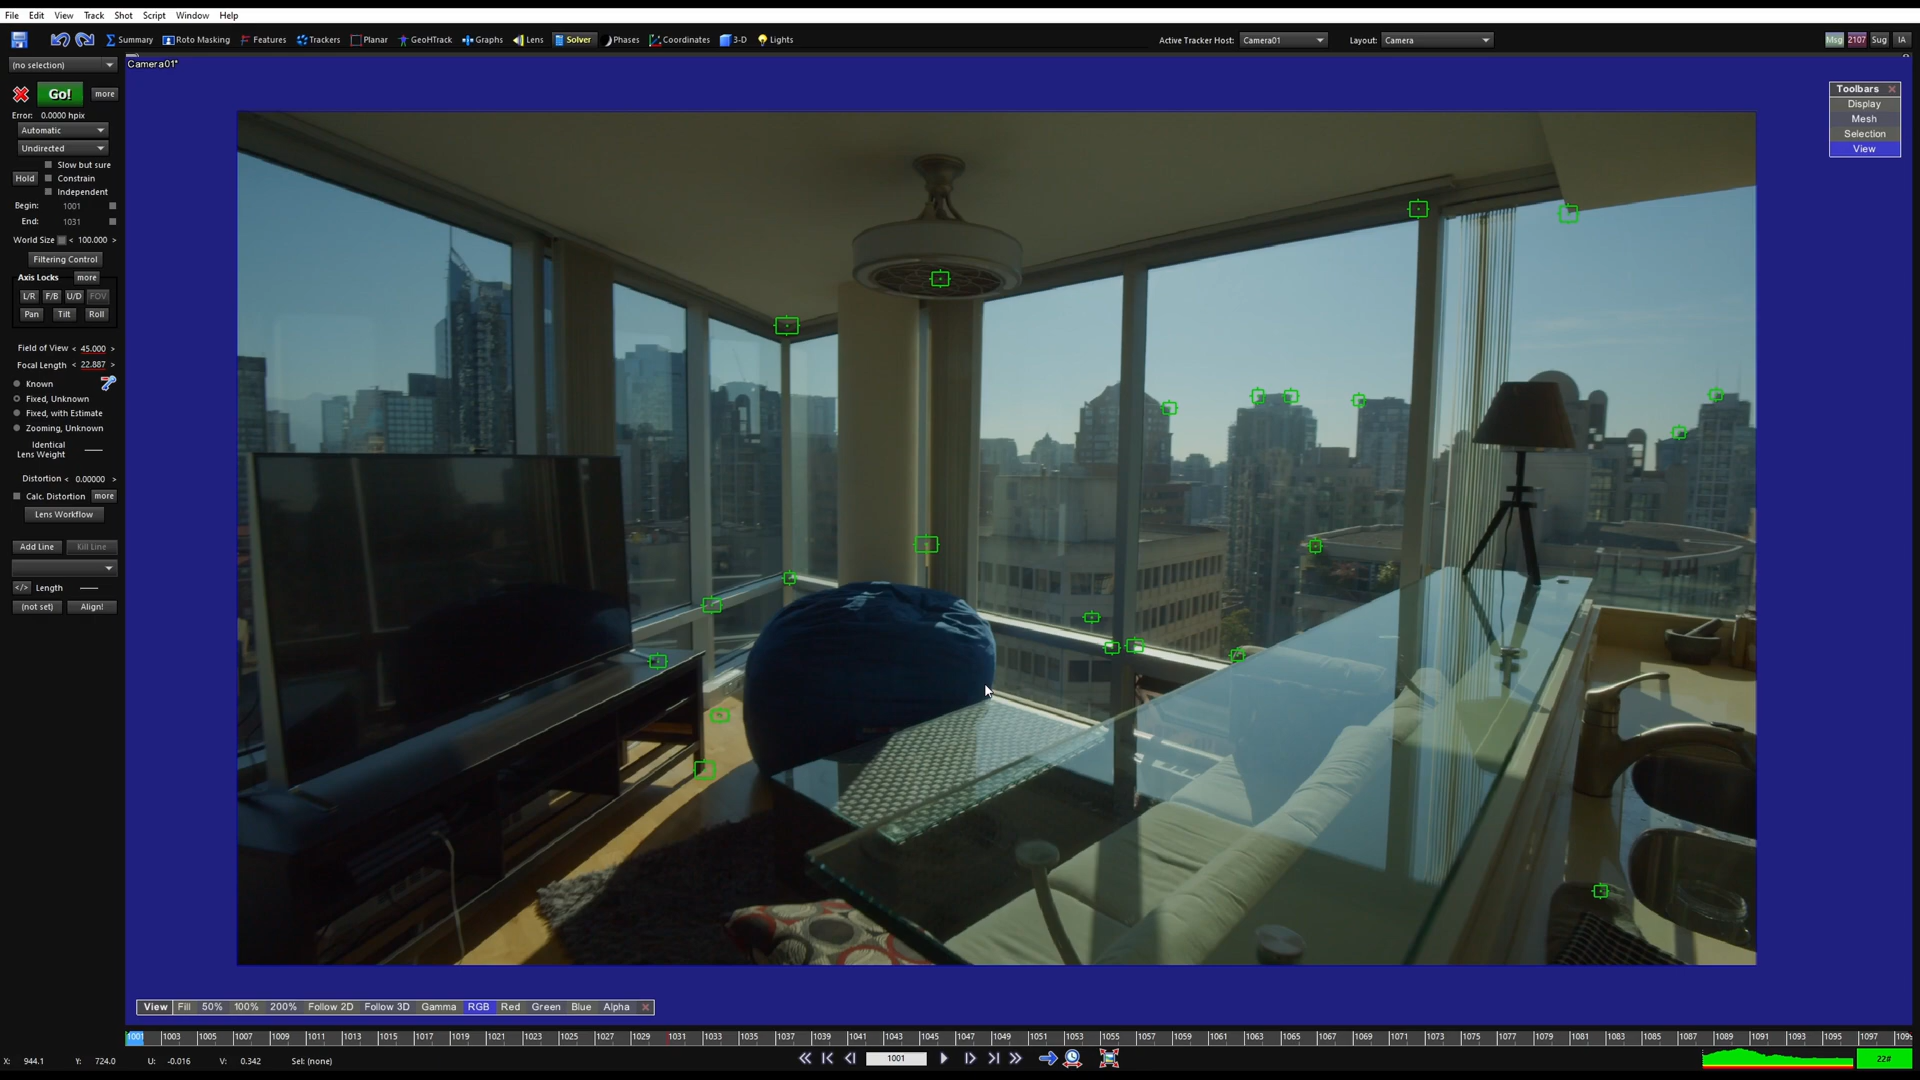 File Edit View Track Shot Script Window Help
Summary Roto Masking Features Trackers Planar GeoHTrack Graphs Lens Solver Phases Coordinates 3-D Lights Active Tracker Host: Camera01 Layout: Camera Msg 2107 Sug IA
(no selection)
Camera01*
Go! more
Error: 0.0000 hpix
Automatic
Undirected
Slow but sure
Hold Constrain
Independent
Begin: 1001
End: 1031
World Size < 100.000 >
Filtering Control
Axis Locks more
L/R F/B U/D FOV
Pan Tilt Roll
Field of View < 45.000 >
Focal Length < 22.887 >
Known
Fixed, Unknown
Fixed, with Estimate
Zooming, Unknown
Identical
Lens Weight
Distortion < 0.00000 >
Calc. Distortion more
Lens Workflow
Add Line Kill Line
</> Length
(not set) Align!
Toolbars
Display
Mesh
Selection
View
View Fill 50% 100% 200% Follow 2D Follow 3D Gamma RGB Red Green Blue Alpha
1001 1003 1005 1007 1009 1011 1013 1015 1017 1019 1021 1023 1025 1027 1029 1031 1033 1035 1037 1039 1041 1043 1045 1047 1049 1051 1053 1055 1057 1059 1061 1063 1065 1067 1069 1071 1073 1075 1077 1079 1081 1083 1085 1087 1089 1091 1093 1095 1097
X: 944.1 Y: 724.0 U: -0.016 V: 0.342 Sel: (none) 1001 22#